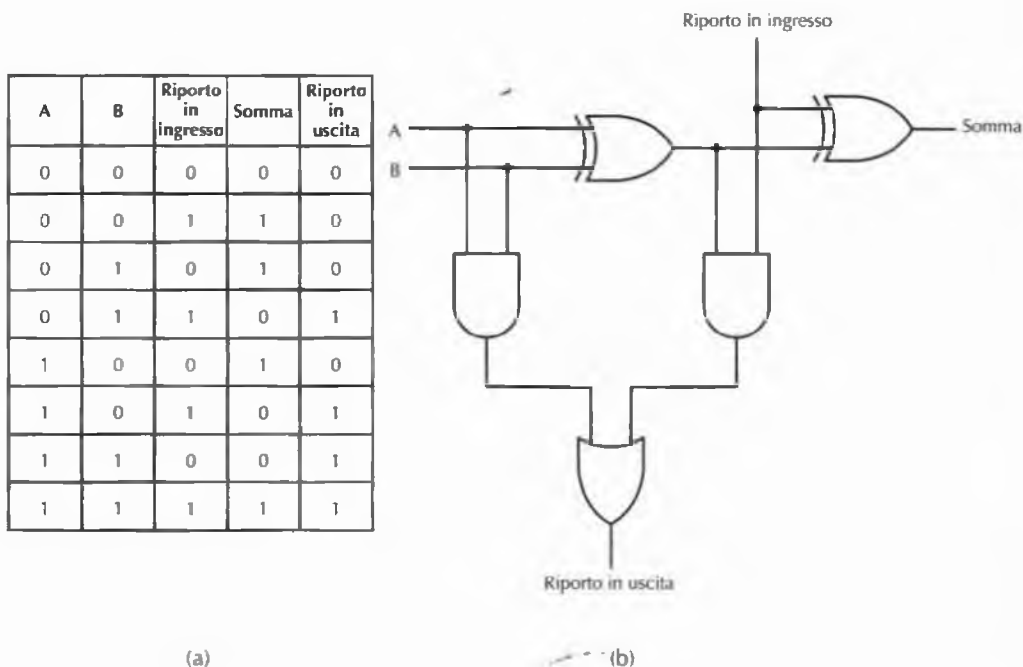 A B Riporto in ingresso Somma Riporto in uscita
0 0 0 0 0
0 0 1 1 0
0 1 0 1 0
0 1 1 0 1
1 0 0 1 0
1 0 1 0 1
1 1 0 0 1
1 1 1 1 1
(a)
Riporto in ingresso
A
B
Somma
Riporto in uscita
(b)